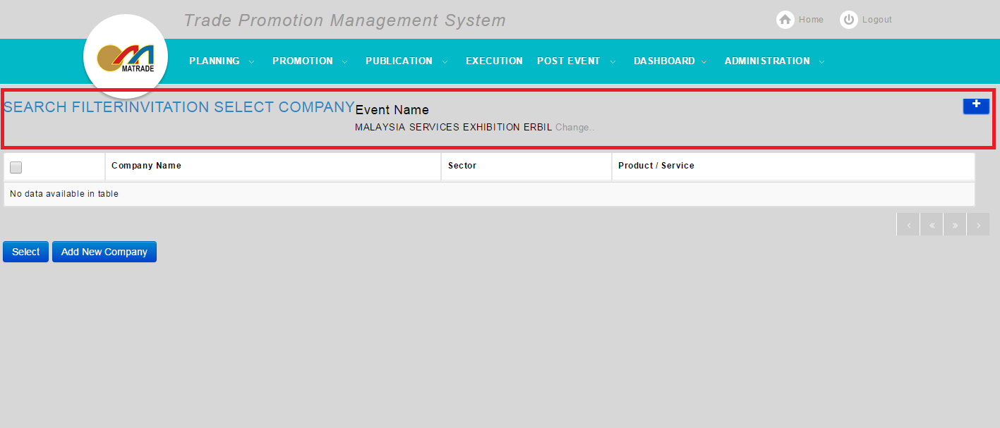 Trade Promotion Management System
Home
Logout
MATRADE
PLANNING
PROMOTION
PUBLICATION
EXECUTION
POST EVENT
DASHBOARD
ADMINISTRATION
SEARCH FILTERINVITATION SELECT COMPANY
Event Name
+
MALAYSIA SERVICES EXHIBITION ERBIL Change..
Company Name
Sector
Product / Service
No data available in table
‹
«
»
›
Select
Add New Company